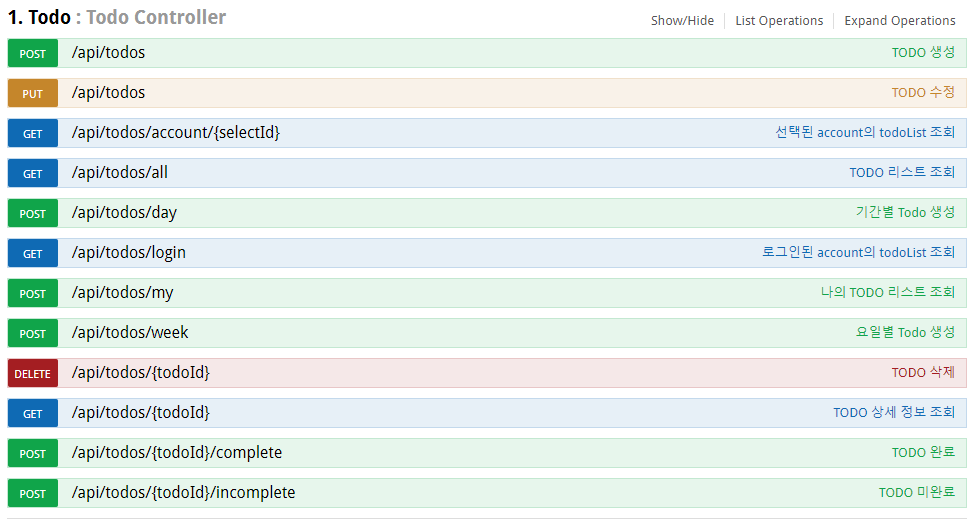 1. Todo : Todo Controller Show/Hide List Operations Expand Operations
POST /api/todos TODO 생성
PUT /api/todos TODO 수정
GET /api/todos/account/{selectId} 선택된 account의 todoList 조회
GET /api/todos/all TODO 리스트 조회
POST /api/todos/day 기간별 Todo 생성
GET /api/todos/login 로그인된 account의 todoList 조회
POST /api/todos/my 나의 TODO 리스트 조회
POST /api/todos/week 요일별 Todo 생성
DELETE /api/todos/{todoId} TODO 삭제
GET /api/todos/{todoId} TODO 상세 정보 조회
POST /api/todos/{todoId}/complete TODO 완료
POST /api/todos/{todoId}/incomplete TODO 미완료